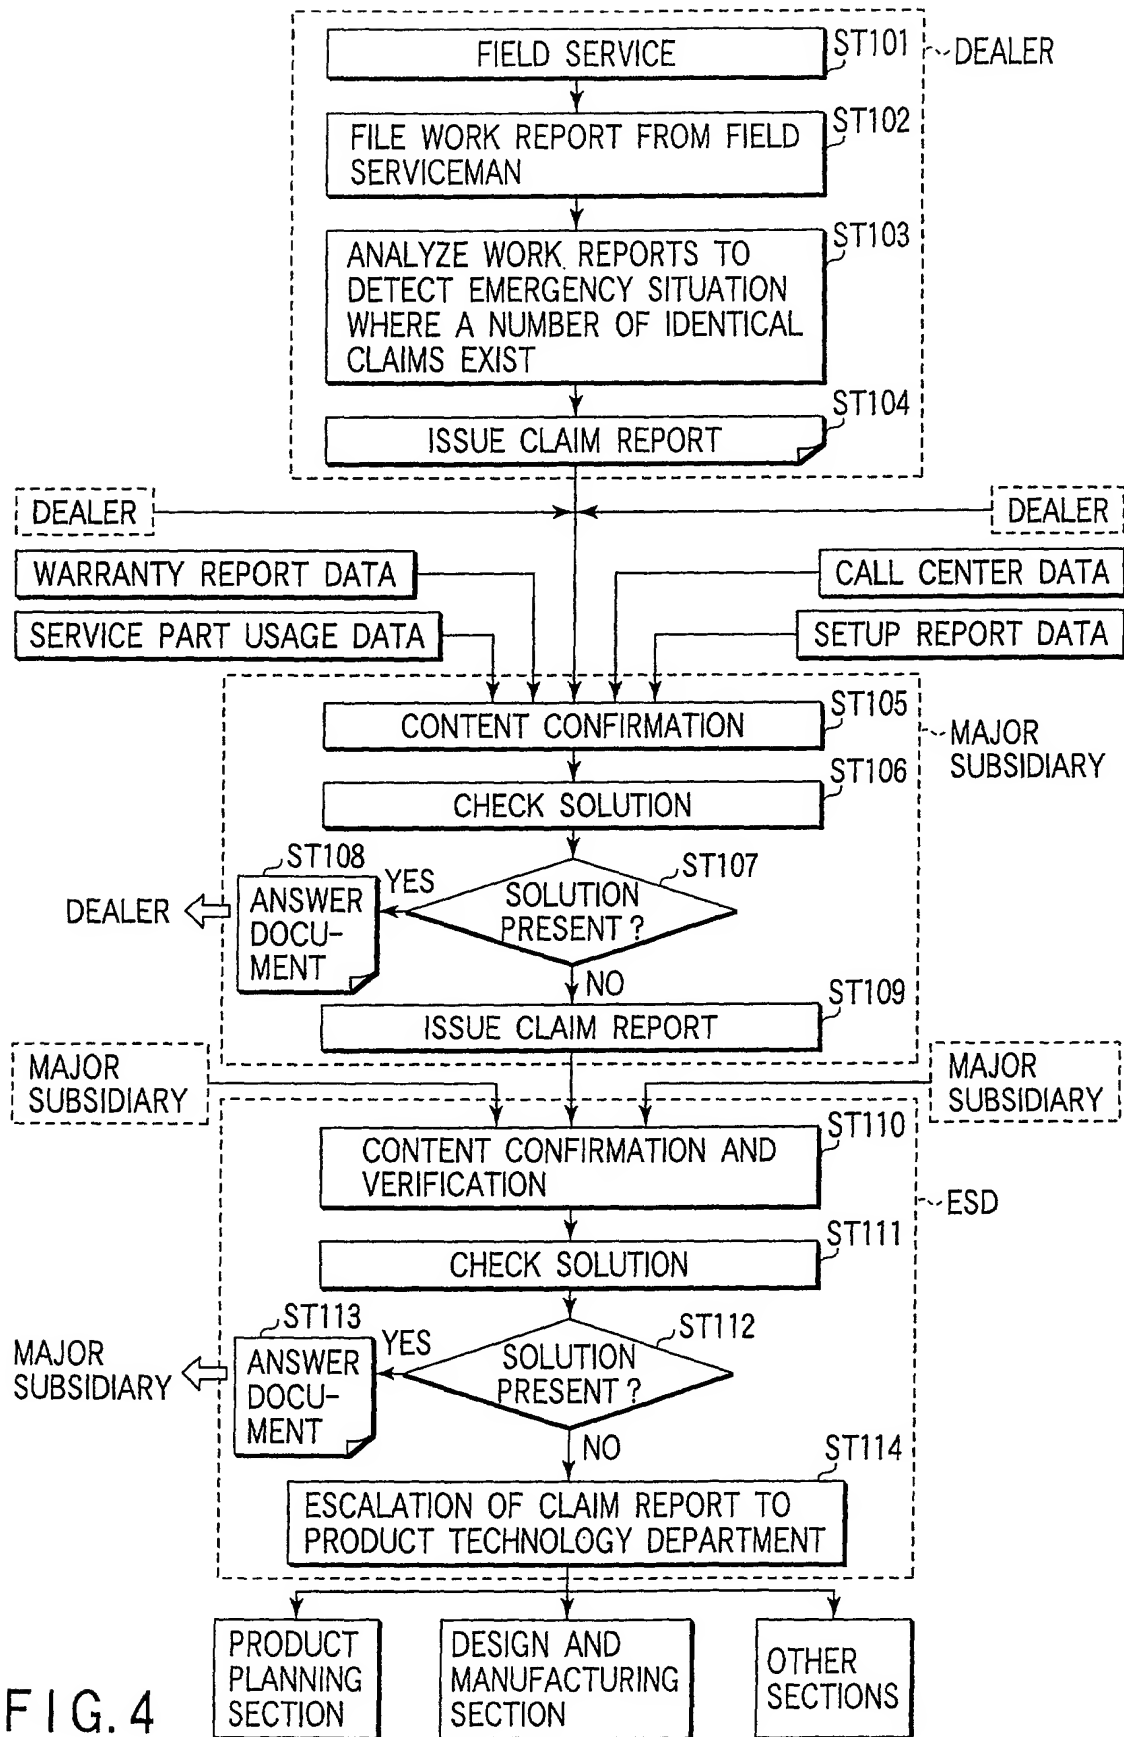 FIELD SERVICE
ST101
DEALER
FILE WORK REPORT FROM FIELD
SERVICEMAN
ST102
ANALYZE WORK REPORTS TO
DETECT EMERGENCY SITUATION
WHERE A NUMBER OF IDENTICAL
CLAIMS EXIST
ST103
ISSUE CLAIM REPORT
ST104
DEALER
DEALER
WARRANTY REPORT DATA
CALL CENTER DATA
SERVICE PART USAGE DATA
SETUP REPORT DATA
CONTENT CONFIRMATION
ST105
MAJOR
SUBSIDIARY
CHECK SOLUTION
ST106
SOLUTION
PRESENT?
ST107
YES
ST108
ANSWER
DOCU-
MENT
DEALER
NO
ISSUE CLAIM REPORT
ST109
MAJOR
SUBSIDIARY
MAJOR
SUBSIDIARY
CONTENT CONFIRMATION AND
VERIFICATION
ST110
ESD
CHECK SOLUTION
ST111
SOLUTION
PRESENT?
ST112
YES
ST113
ANSWER
DOCU-
MENT
MAJOR
SUBSIDIARY
NO
ESCALATION OF CLAIM REPORT TO
PRODUCT TECHNOLOGY DEPARTMENT
ST114
PRODUCT
PLANNING
SECTION
DESIGN AND
MANUFACTURING
SECTION
OTHER
SECTIONS
FIG. 4